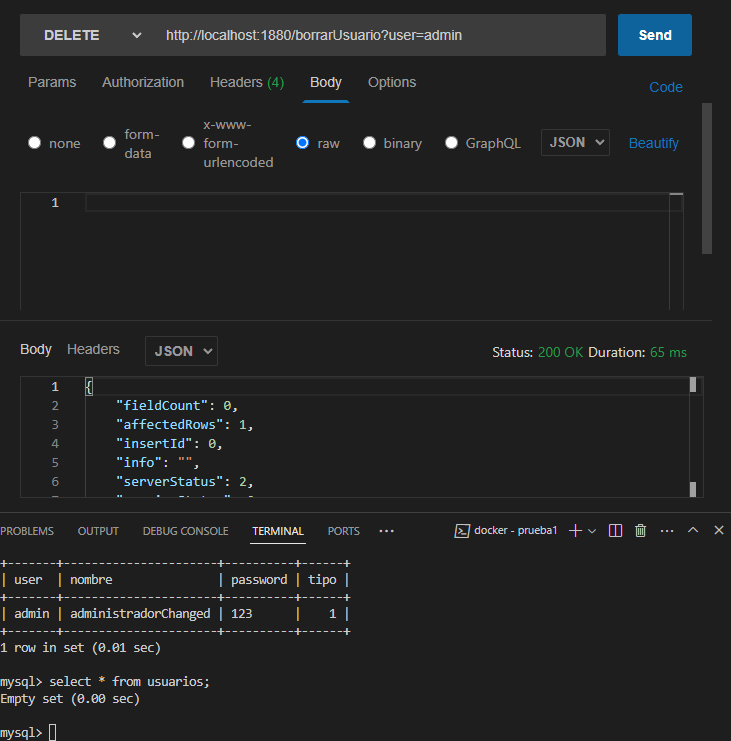 DELETE http://localhost:1880/borrarUsuario?user=admin Send
Params Authorization Headers (4) Body Options Code
none form-data x-www-form-urlencoded raw binary GraphQL JSON Beautify
1
Body Headers JSON Status: 200 OK Duration: 65 ms
1 {
2 "fieldCount": 0,
3 "affectedRows": 1,
4 "insertId": 0,
5 "info": "",
6 "serverStatus": 2,
PROBLEMS OUTPUT DEBUG CONSOLE TERMINAL PORTS ··· docker - prueba1
+-------+----------------------+----------+------+
| user | nombre | password | tipo |
+-------+----------------------+----------+------+
| admin | administradorChanged | 123 | 1 |
+-------+----------------------+----------+------+
1 row in set (0.01 sec)
mysql> select * from usuarios;
Empty set (0.00 sec)
mysql>